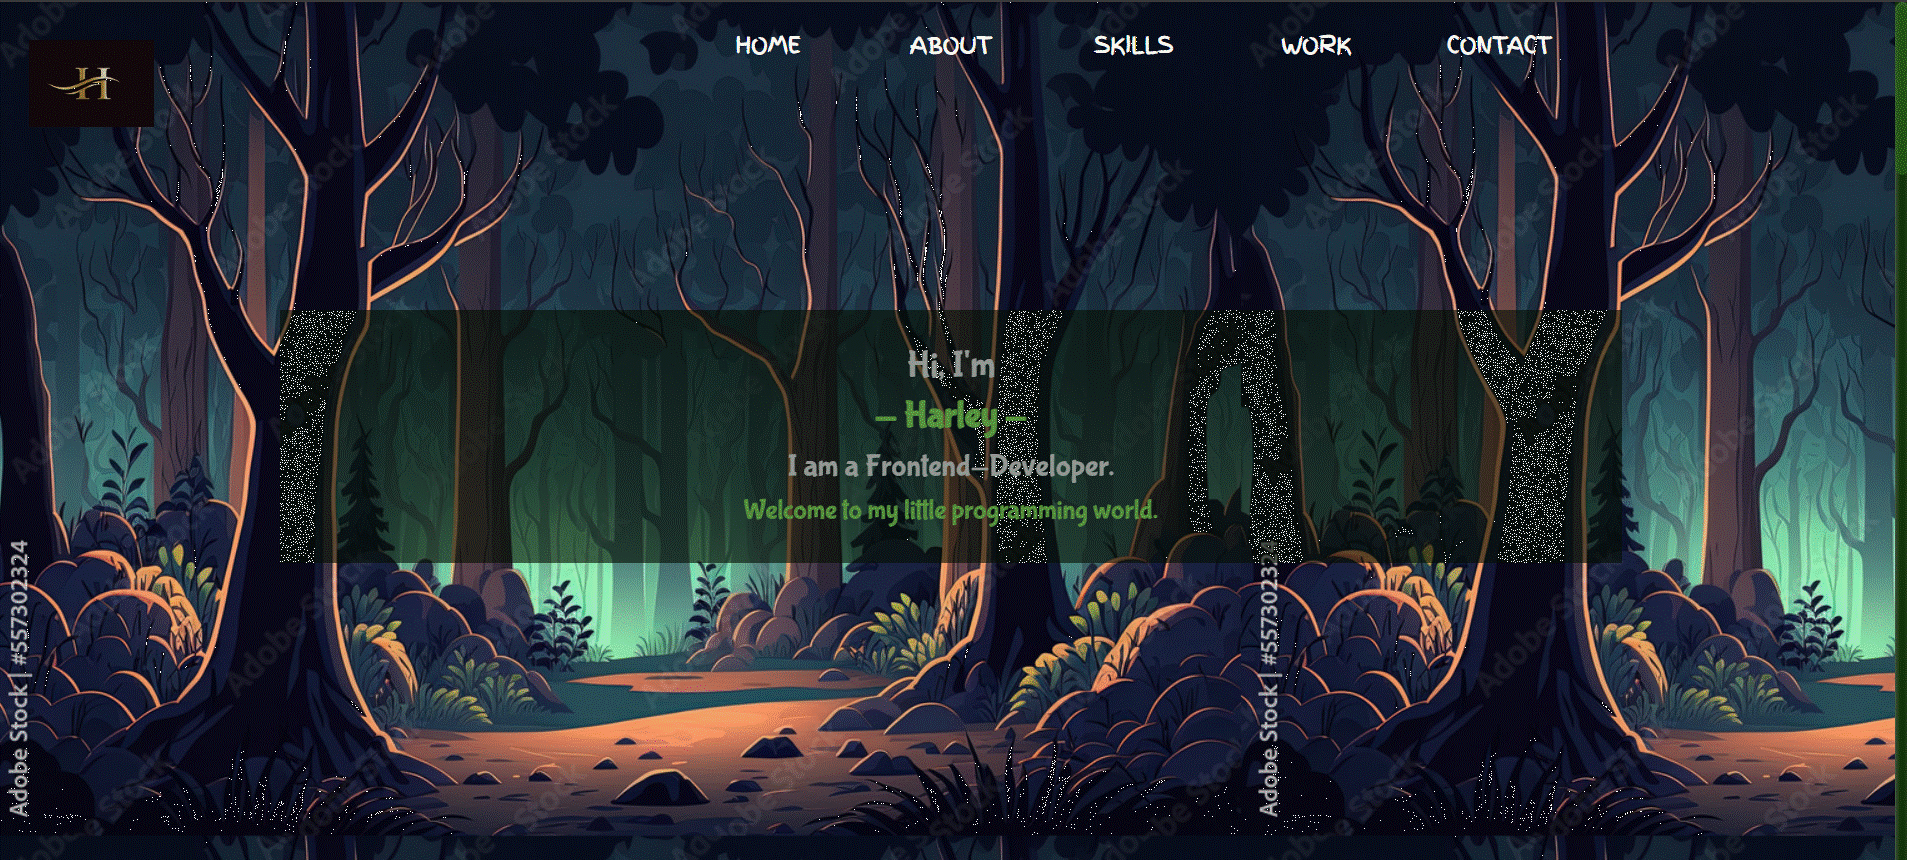 HOME ABOUT SKILLS WORK CONTACT
H
Hi, I'm
– Harley –
I am a Frontend-Developer.
Welcome to my little programming world.
Adobe Stock | #557302324
Adobe Stock | #557302324